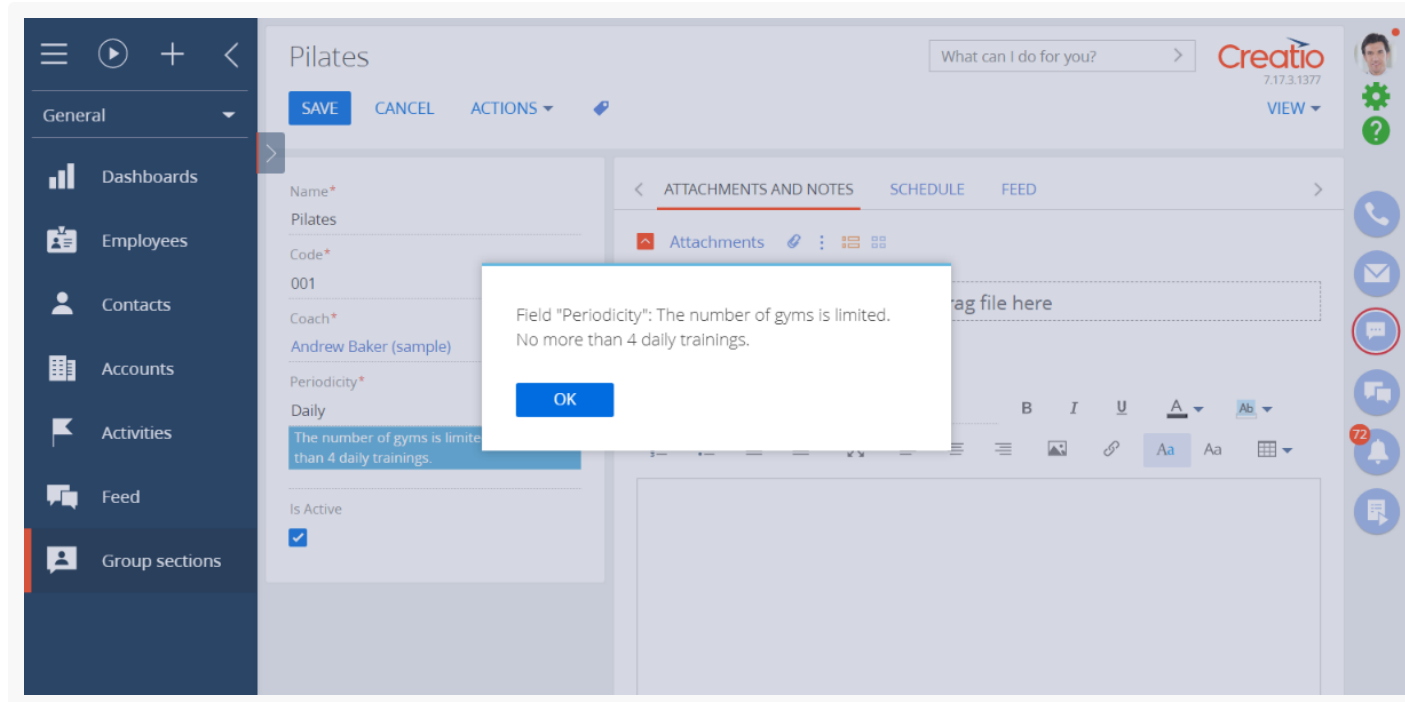 Pilates
What can I do for you?
Creatio
7.17.3.1377
SAVE CANCEL ACTIONS
VIEW
General
Dashboards
Employees
Contacts
Accounts
Activities
Feed
Group sections
Name*
Pilates
Code*
001
Coach*
Andrew Baker (sample)
Periodicity*
Daily
The number of gyms is limite
than 4 daily trainings.
Is Active
ATTACHMENTS AND NOTES SCHEDULE FEED
Attachments
rag file here
Field "Periodicity": The number of gyms is limited.
No more than 4 daily trainings.
OK
B I U A Ab
Aa Aa
72